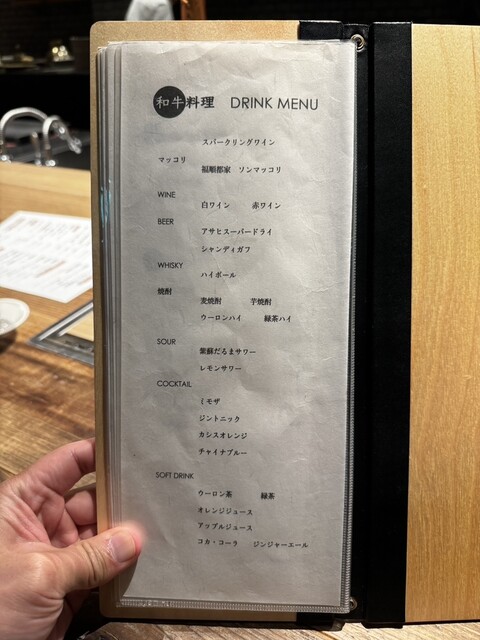 和牛料理 DRINK MENU
スパークリングワイン
マッコリ
福順都家 ソンマッコリ
WINE
白ワイン 赤ワイン
BEER
アサヒスーパードライ
シャンディガフ
WHISKY
ハイボール
焼酎
麦焼酎 芋焼酎
ウーロンハイ 緑茶ハイ
SOUR
紫蘇だるまサワー
レモンサワー
COCKTAIL
ミモザ
ジントニック
カシスオレンジ
チャイナブルー
SOFT DRINK
ウーロン茶 緑茶
オレンジジュース
アップルジュース
コカ・コーラ ジンジャーエール